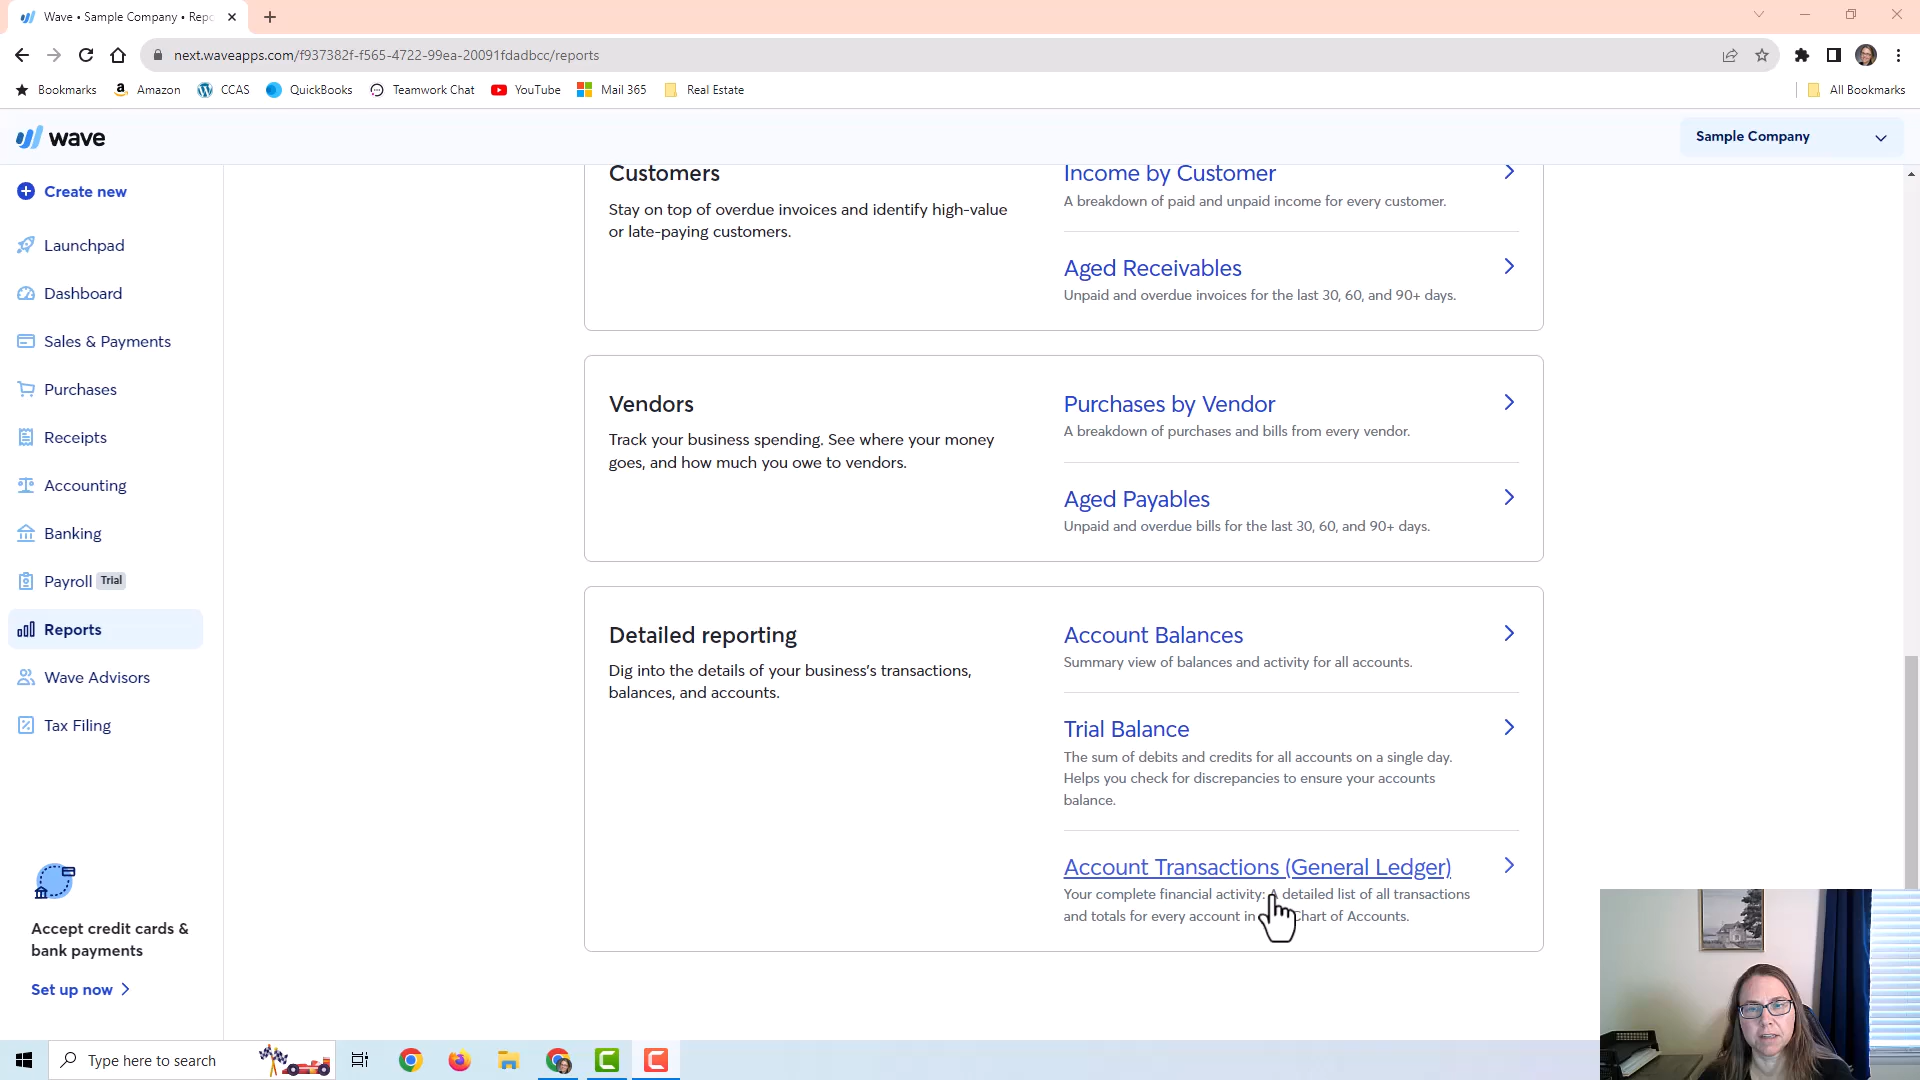 Wave • Sample Company • Repo
next.waveapps.com/f937382f-f565-4722-99ea-20091fdadbcc/reports
Bookmarks
Amazon
CCAS
QuickBooks
Teamwork Chat
YouTube
Mail 365
Real Estate
All Bookmarks
wave
Sample Company
Create new
Launchpad
Dashboard
Sales & Payments
Purchases
Receipts
Accounting
Banking
Payroll Trial
Reports
Wave Advisors
Tax Filing
Accept credit cards &
bank payments
Set up now
Customers
Stay on top of overdue invoices and identify high-value
or late-paying customers.
Income by Customer
A breakdown of paid and unpaid income for every customer.
Aged Receivables
Unpaid and overdue invoices for the last 30, 60, and 90+ days.
Vendors
Track your business spending. See where your money
goes, and how much you owe to vendors.
Purchases by Vendor
A breakdown of purchases and bills from every vendor.
Aged Payables
Unpaid and overdue bills for the last 30, 60, and 90+ days.
Detailed reporting
Dig into the details of your business's transactions,
balances, and accounts.
Account Balances
Summary view of balances and activity for all accounts.
Trial Balance
The sum of debits and credits for all accounts on a single day.
Helps you check for discrepancies to ensure your accounts
balance.
Account Transactions (General Ledger)
Your complete financial activity: A detailed list of all transactions
and totals for every account in Chart of Accounts.
Type here to search